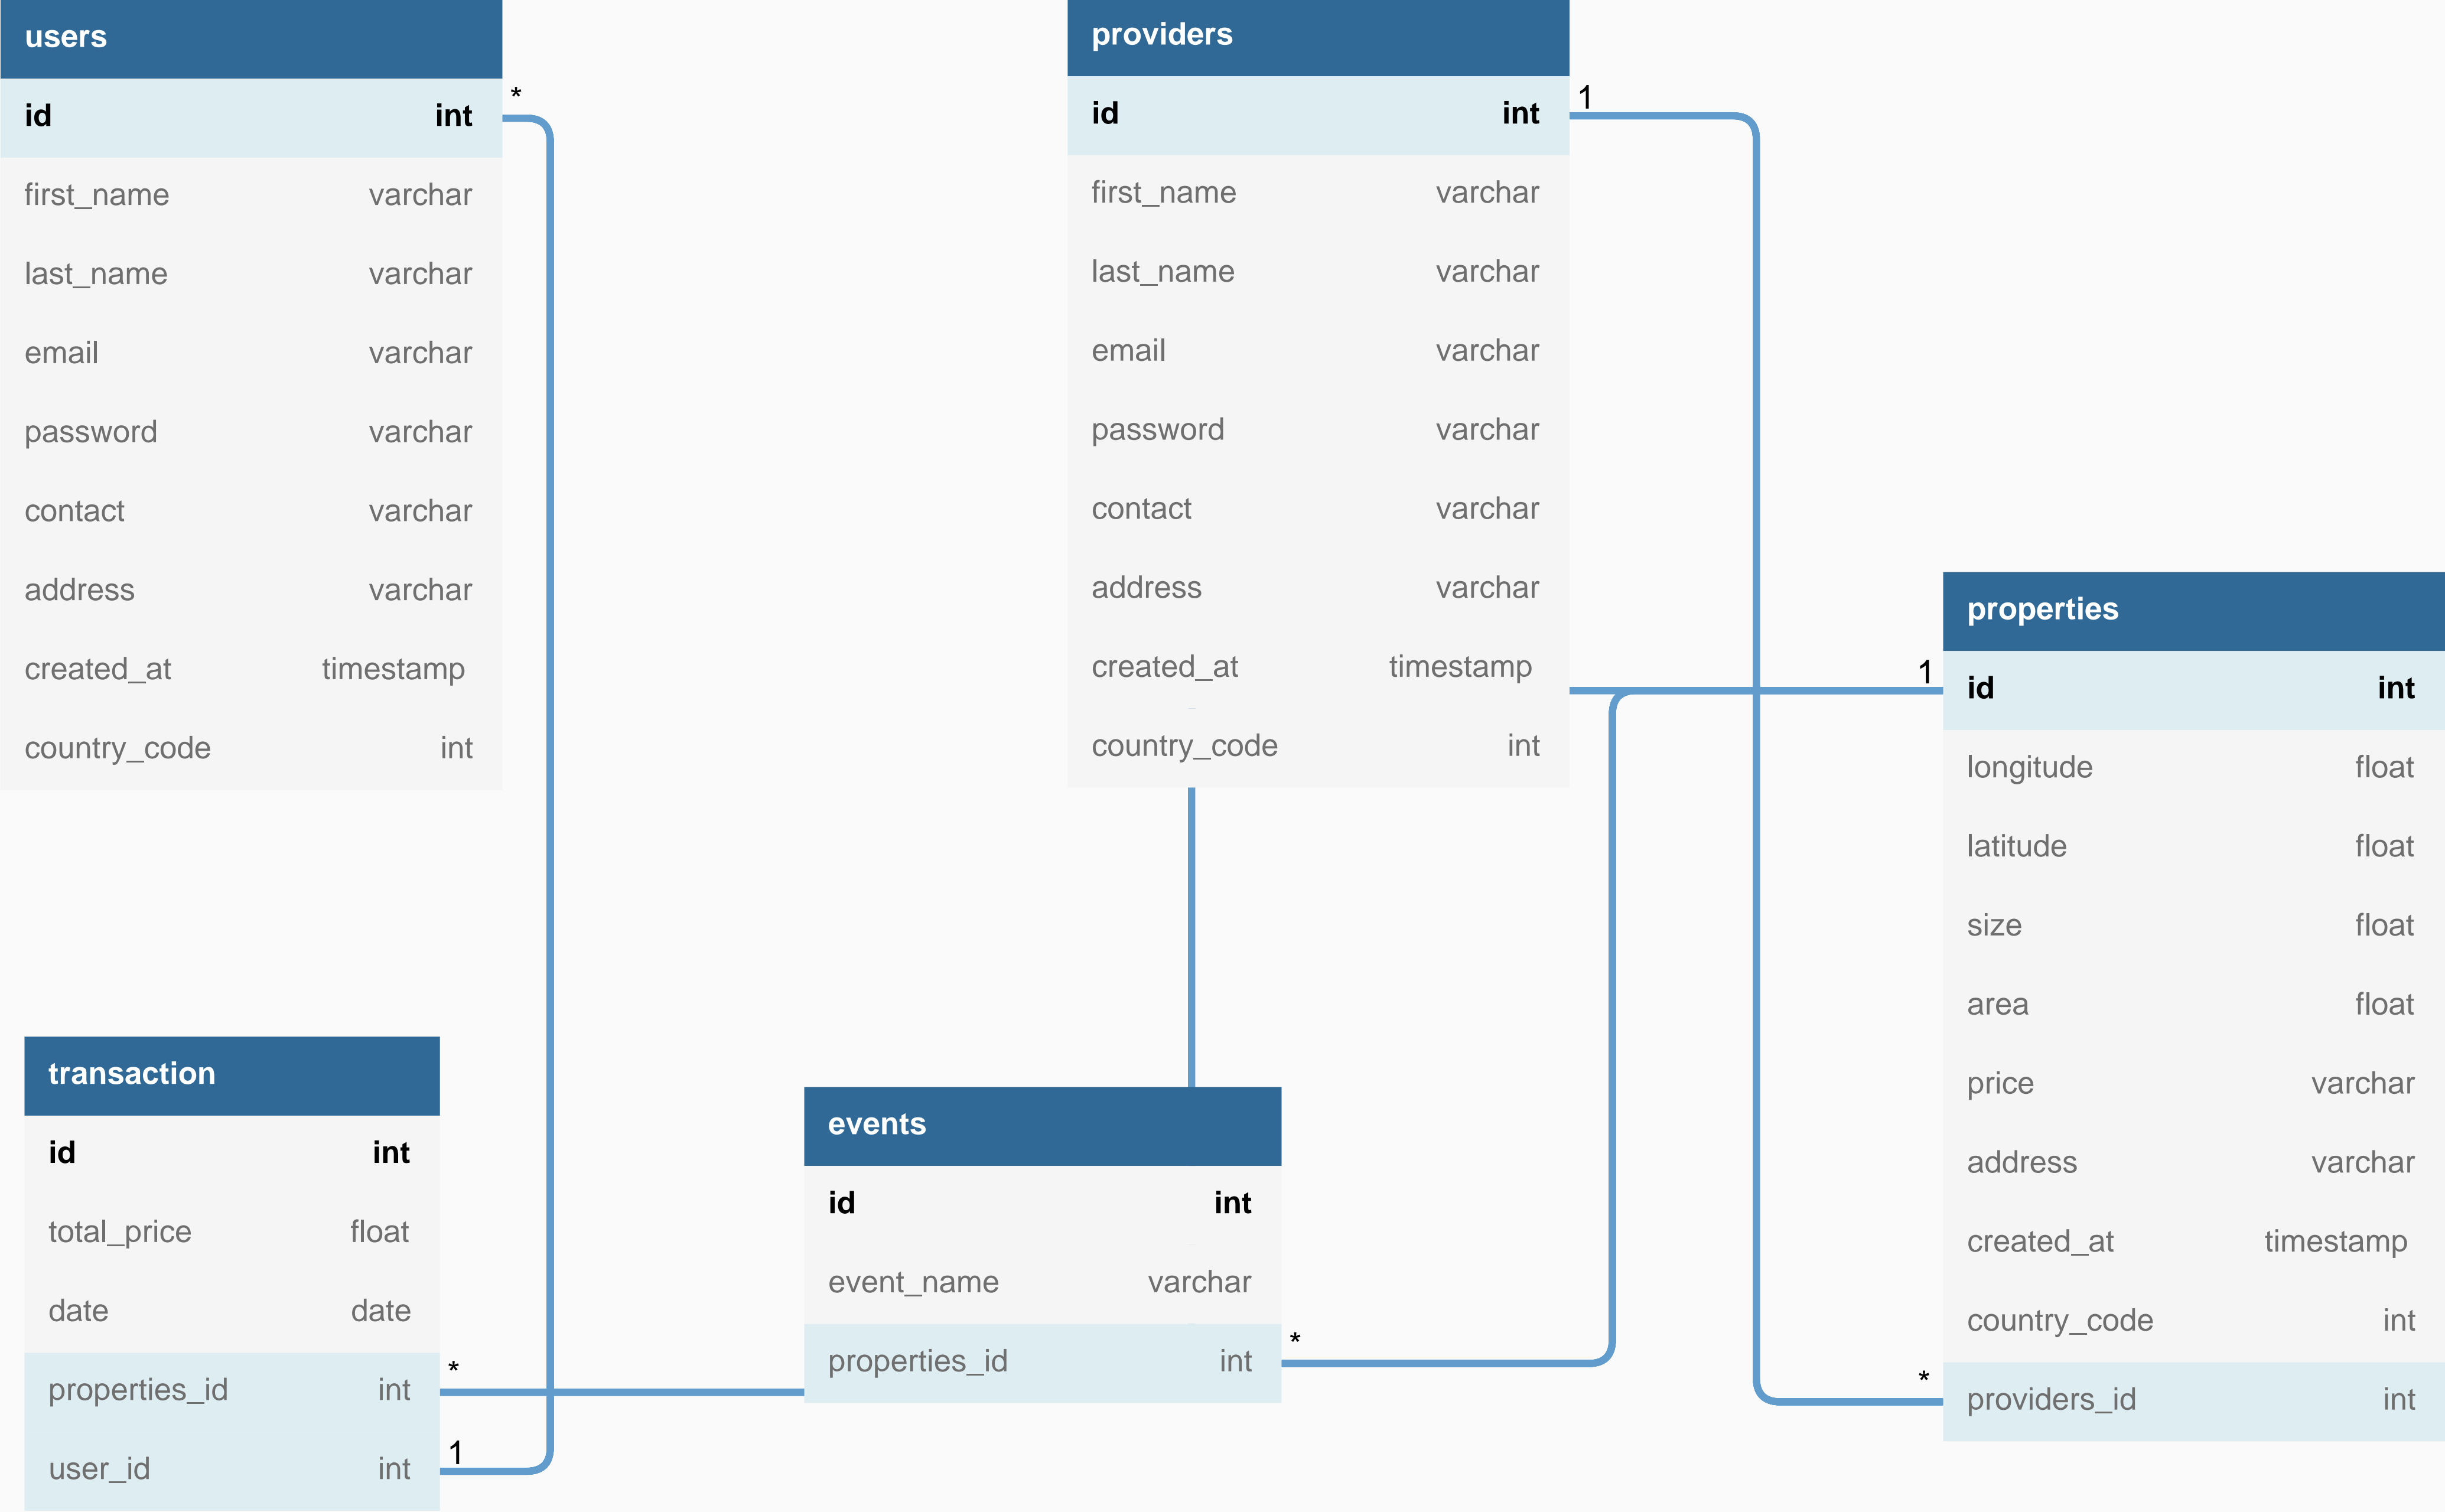 users
id int
first_name varchar
last_name varchar
email varchar
password varchar
contact varchar
address varchar
created_at timestamp
country_code int
*
providers
id int
first_name varchar
last_name varchar
email varchar
password varchar
contact varchar
address varchar
created_at timestamp
country_code int
1
properties
1
id int
longitude float
latitude float
size float
area float
price varchar
address varchar
created_at timestamp
country_code int
*
providers_id int
transaction
id int
total_price float
date date
properties_id int
*
user_id int
1
events
id int
event_name varchar
properties_id int
*